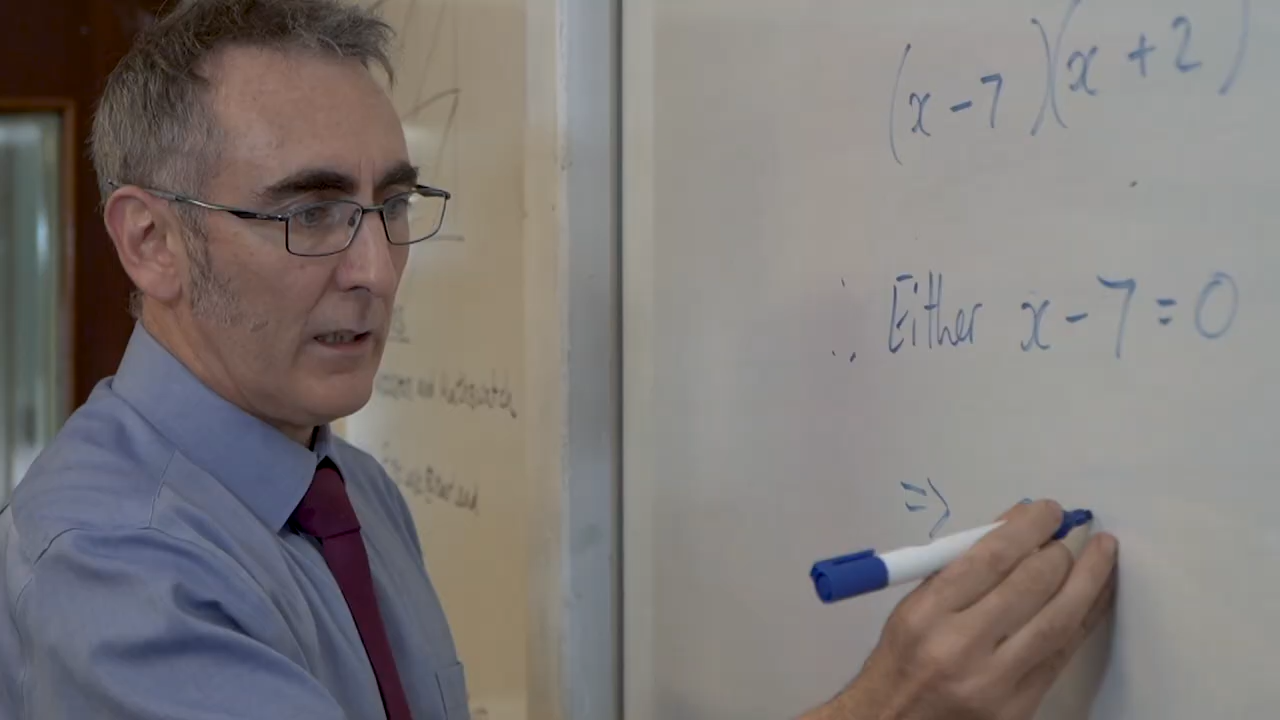 (x - 7)(x + 2)
∴ Either x - 7 = 0
⇒